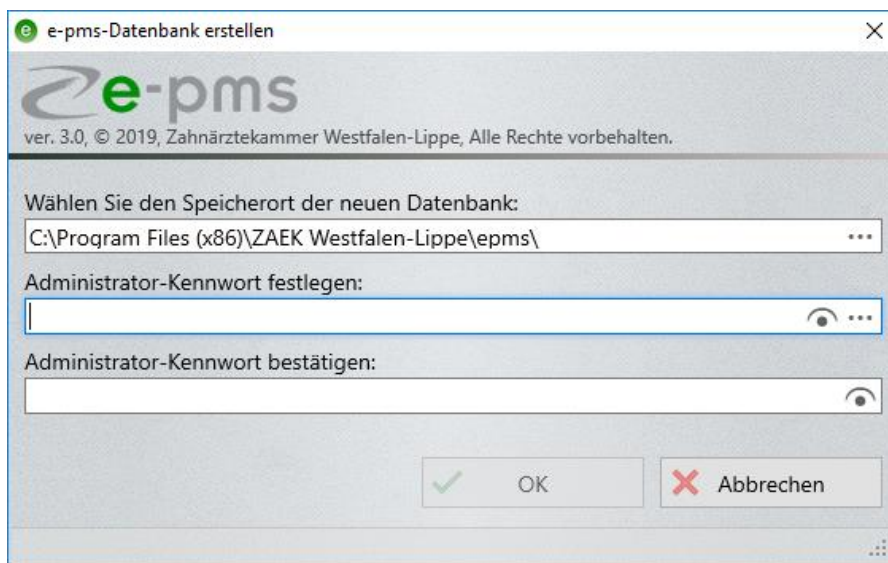 e-pms-Datenbank erstellen
e-pms
ver. 3.0, © 2019, Zahnärztekammer Westfalen-Lippe, Alle Rechte vorbehalten.
Wählen Sie den Speicherort der neuen Datenbank:
C:\Program Files (x86)\ZAEK Westfalen-Lippe\epms\
Administrator-Kennwort festlegen:
Administrator-Kennwort bestätigen:
OK
Abbrechen